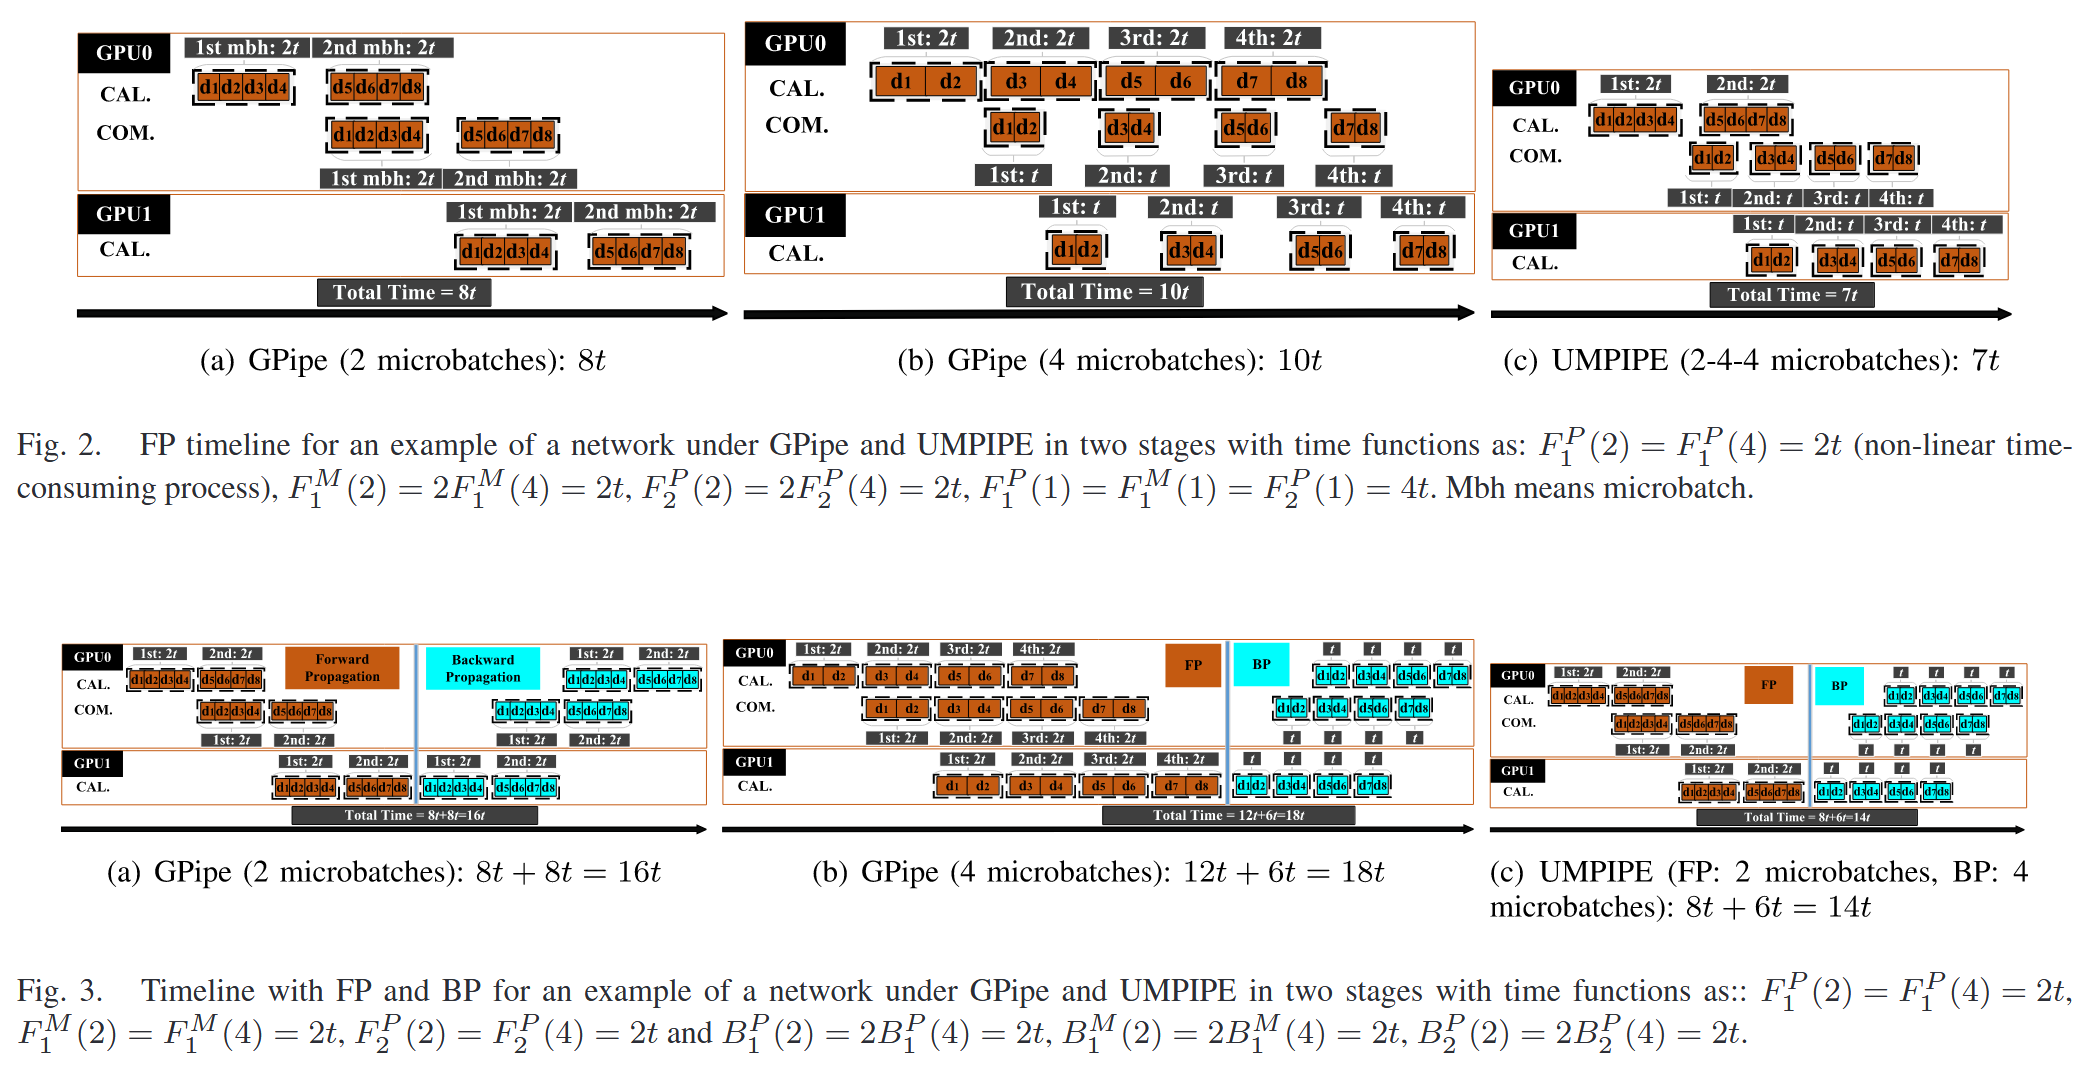 GPU0
1st mbh: 2t 2nd mbh: 2t
CAL.
d1 d2 d3 d4 d5 d6 d7 d8
COM.
d1 d2 d3 d4 d5 d6 d7 d8
1st mbh: 2t 2nd mbh: 2t
GPU1
1st mbh: 2t 2nd mbh: 2t
CAL.
d1 d2 d3 d4 d5 d6 d7 d8
Total Time = 8t
(a) GPipe (2 microbatches): 8t
GPU0
1st: 2t 2nd: 2t 3rd: 2t 4th: 2t
CAL.
d1 d2 d3 d4 d5 d6 d7 d8
COM.
d1 d2 d3 d4 d5 d6 d7 d8
1st: t 2nd: t 3rd: t 4th: t
GPU1
1st: t 2nd: t 3rd: t 4th: t
CAL.
d1 d2 d3 d4 d5 d6 d7 d8
Total Time = 10t
(b) GPipe (4 microbatches): 10t
GPU0
1st: 2t 2nd: 2t
CAL.
d1 d2 d3 d4 d5 d6 d7 d8
COM.
d1 d2 d3 d4 d5 d6 d7 d8
1st: t 2nd: t 3rd: t 4th: t
GPU1
1st: t 2nd: t 3rd: t 4th: t
CAL.
d1 d2 d3 d4 d5 d6 d7 d8
Total Time = 7t
(c) UMPIPE (2-4-4 microbatches): 7t
Fig. 2. FP timeline for an example of a network under GPipe and UMPIPE in two stages with time functions as: F_1^P(2) = F_1^P(4) = 2t (non-linear time-
consuming process), F_1^M(2) = 2F_1^M(4) = 2t, F_2^P(2) = 2F_2^P(4) = 2t, F_1^P(1) = F_1^M(1) = F_2^P(1) = 4t. Mbh means microbatch.
GPU0
1st: 2t 2nd: 2t
Forward Propagation
Backward Propagation
1st: 2t 2nd: 2t
CAL.
d1 d2 d3 d4 d5 d6 d7 d8 d1 d2 d3 d4 d5 d6 d7 d8
COM.
d1 d2 d3 d4 d5 d6 d7 d8 d1 d2 d3 d4 d5 d6 d7 d8
1st: 2t 2nd: 2t 1st: 2t 2nd: 2t
GPU1
1st: 2t 2nd: 2t 1st: 2t 2nd: 2t
CAL.
d1 d2 d3 d4 d5 d6 d7 d8 d1 d2 d3 d4 d5 d6 d7 d8
Total Time = 8t+8t=16t
(a) GPipe (2 microbatches): 8t + 8t = 16t
GPU0
1st: 2t 2nd: 2t 3rd: 2t 4th: 2t
FP
BP
t t t t
CAL.
d1 d2 d3 d4 d5 d6 d7 d8 d1 d2 d3 d4 d5 d6 d7 d8
COM.
d1 d2 d3 d4 d5 d6 d7 d8 d1 d2 d3 d4 d5 d6 d7 d8
1st: 2t 2nd: 2t 3rd: 2t 4th: 2t t t t t
GPU1
1st: 2t 2nd: 2t 3rd: 2t 4th: 2t t t t t
CAL.
d1 d2 d3 d4 d5 d6 d7 d8 d1 d2 d3 d4 d5 d6 d7 d8
Total Time = 12t+6t=18t
(b) GPipe (4 microbatches): 12t + 6t = 18t
GPU0
1st: 2t 2nd: 2t
FP
BP
t t t t
CAL.
d1 d2 d3 d4 d5 d6 d7 d8 d1 d2 d3 d4 d5 d6 d7 d8
COM.
d1 d2 d3 d4 d5 d6 d7 d8 d1 d2 d3 d4 d5 d6 d7 d8
1st: 2t 2nd: 2t t t t t
GPU1
1st: 2t 2nd: 2t t t t t
CAL.
d1 d2 d3 d4 d5 d6 d7 d8 d1 d2 d3 d4 d5 d6 d7 d8
Total Time = 8t+6t=14t
(c) UMPIPE (FP: 2 microbatches, BP: 4
microbatches): 8t + 6t = 14t
Fig. 3. Timeline with FP and BP for an example of a network under GPipe and UMPIPE in two stages with time functions as:: F_1^P(2) = F_1^P(4) = 2t,
F_1^M(2) = F_1^M(4) = 2t, F_2^P(2) = F_2^P(4) = 2t and B_1^P(2) = 2B_1^P(4) = 2t, B_1^M(2) = 2B_1^M(4) = 2t, B_2^P(2) = 2B_2^P(4) = 2t.